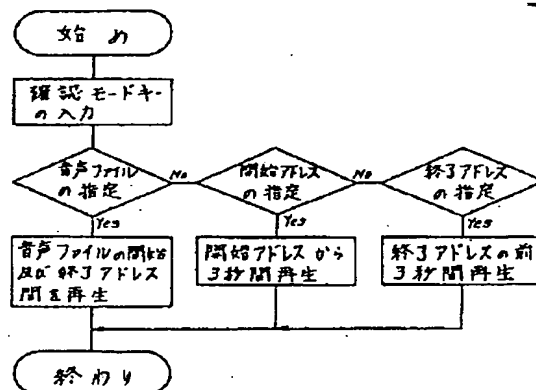 始め
確認モードキー
の入力
音声ファイル
の指定
No
開始アドレス
の指定
No
終了アドレス
の指定
Yes
Yes
Yes
音声ファイルの開始
及び終了アドレス
間を再生
開始アドレスから
3秒間再生
終了アドレスの前
3秒間再生
終わり